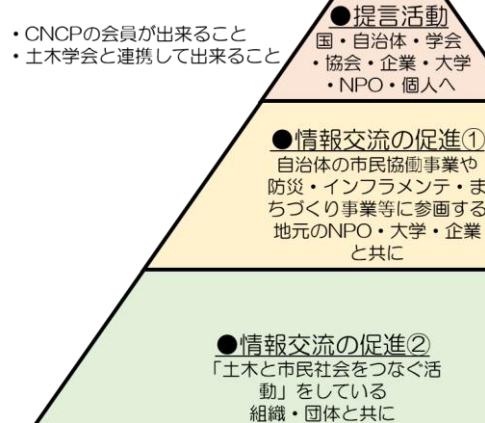 ・CNCPの会員が出来ること
・土木学会と連携して出来ること
●提言活動
国・自治体・学会
・協会・企業・大学
・NPO・個人へ
●情報交流の促進①
自治体の市民協働事業や
防災・インフラメンテ・ま
ちづくり事業等に参画する
地元のNPO・大学・企業
と共に
●情報交流の促進②
「土木と市民社会をつなぐ活
動」をしている
組織・団体と共に